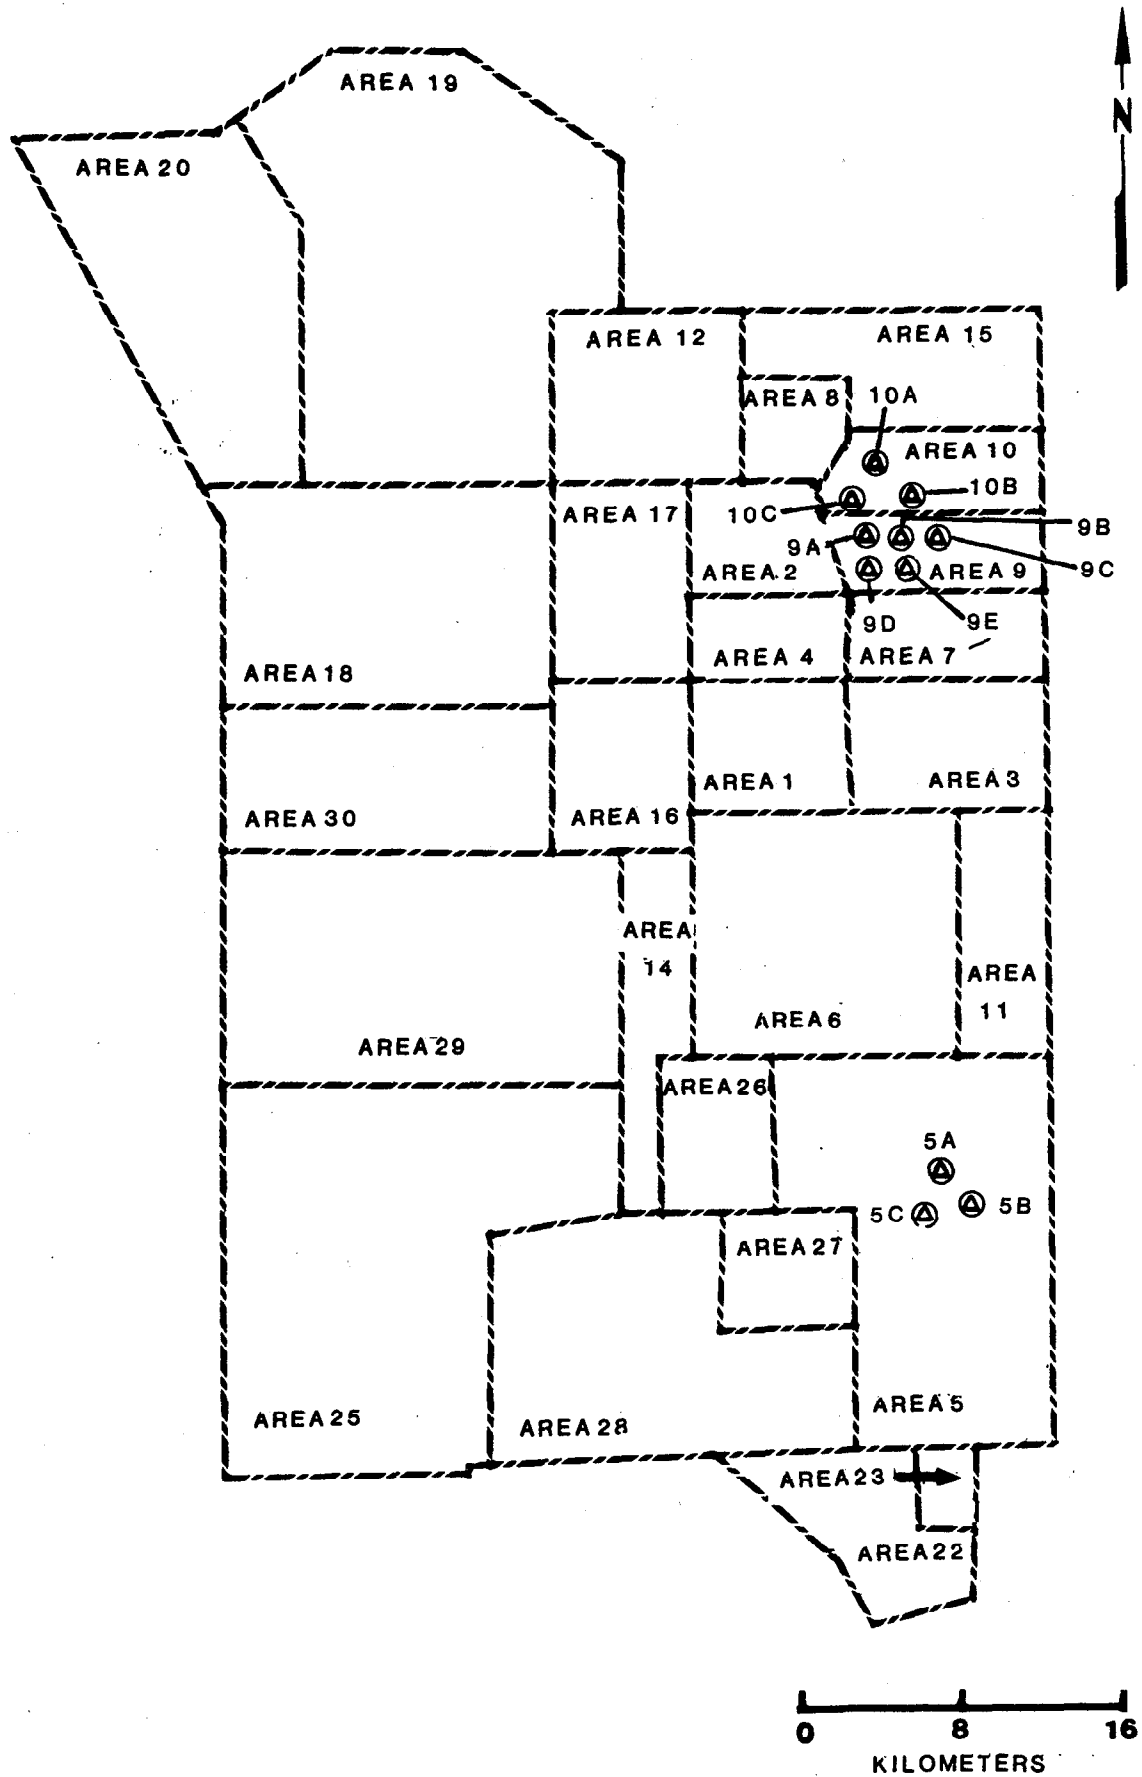 AREA 19
N
AREA 20
AREA 12
AREA 15
AREA 8
10A
AREA 10
10B
10C
AREA 17
9B
9A
9C
AREA 2
AREA 9
9D
9E
AREA 4
AREA 7
AREA 18
AREA 1
AREA 3
AREA 30
AREA 16
AREA
14
AREA
11
AREA 6
AREA 29
AREA 26
5A
5B
5C
AREA 27
AREA 5
AREA 25
AREA 28
AREA 23
AREA 22
0 8 16
KILOMETERS